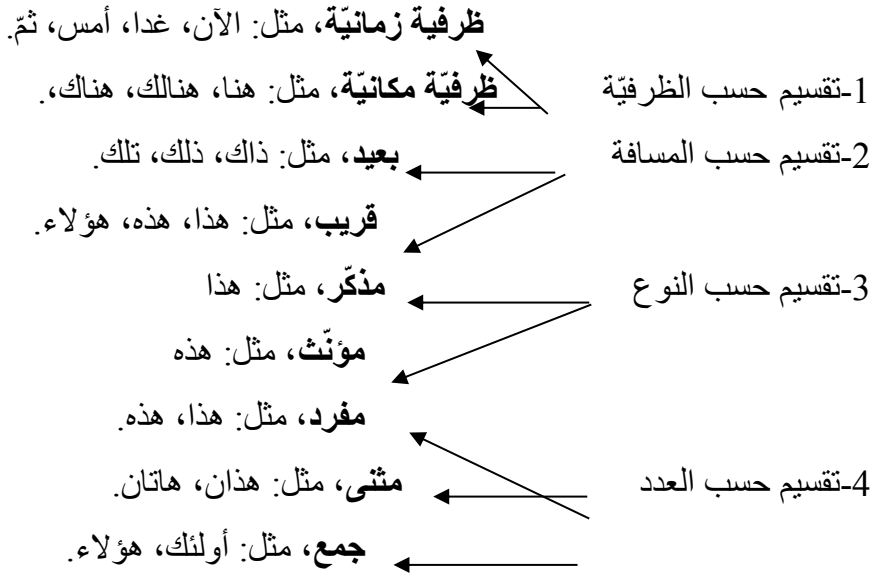 ظرفية زمانيّة، مثل: الآن، غدا، أمس، ثمّ.
1-تقسيم حسب الظرفيّة ظرفيّة مكانيّة، مثل: هنا، هنالك، هناك،.
2-تقسيم حسب المسافة بعيد، مثل: ذاك، ذلك، تلك.
قريب، مثل: هذا، هذه، هؤلاء.
3-تقسيم حسب النوع مذكّر، مثل: هذا
مؤنّث، مثل: هذه
مفرد، مثل: هذا، هذه.
4-تقسيم حسب العدد مثنى، مثل: هذان، هاتان.
جمع، مثل: أولئك، هؤلاء.